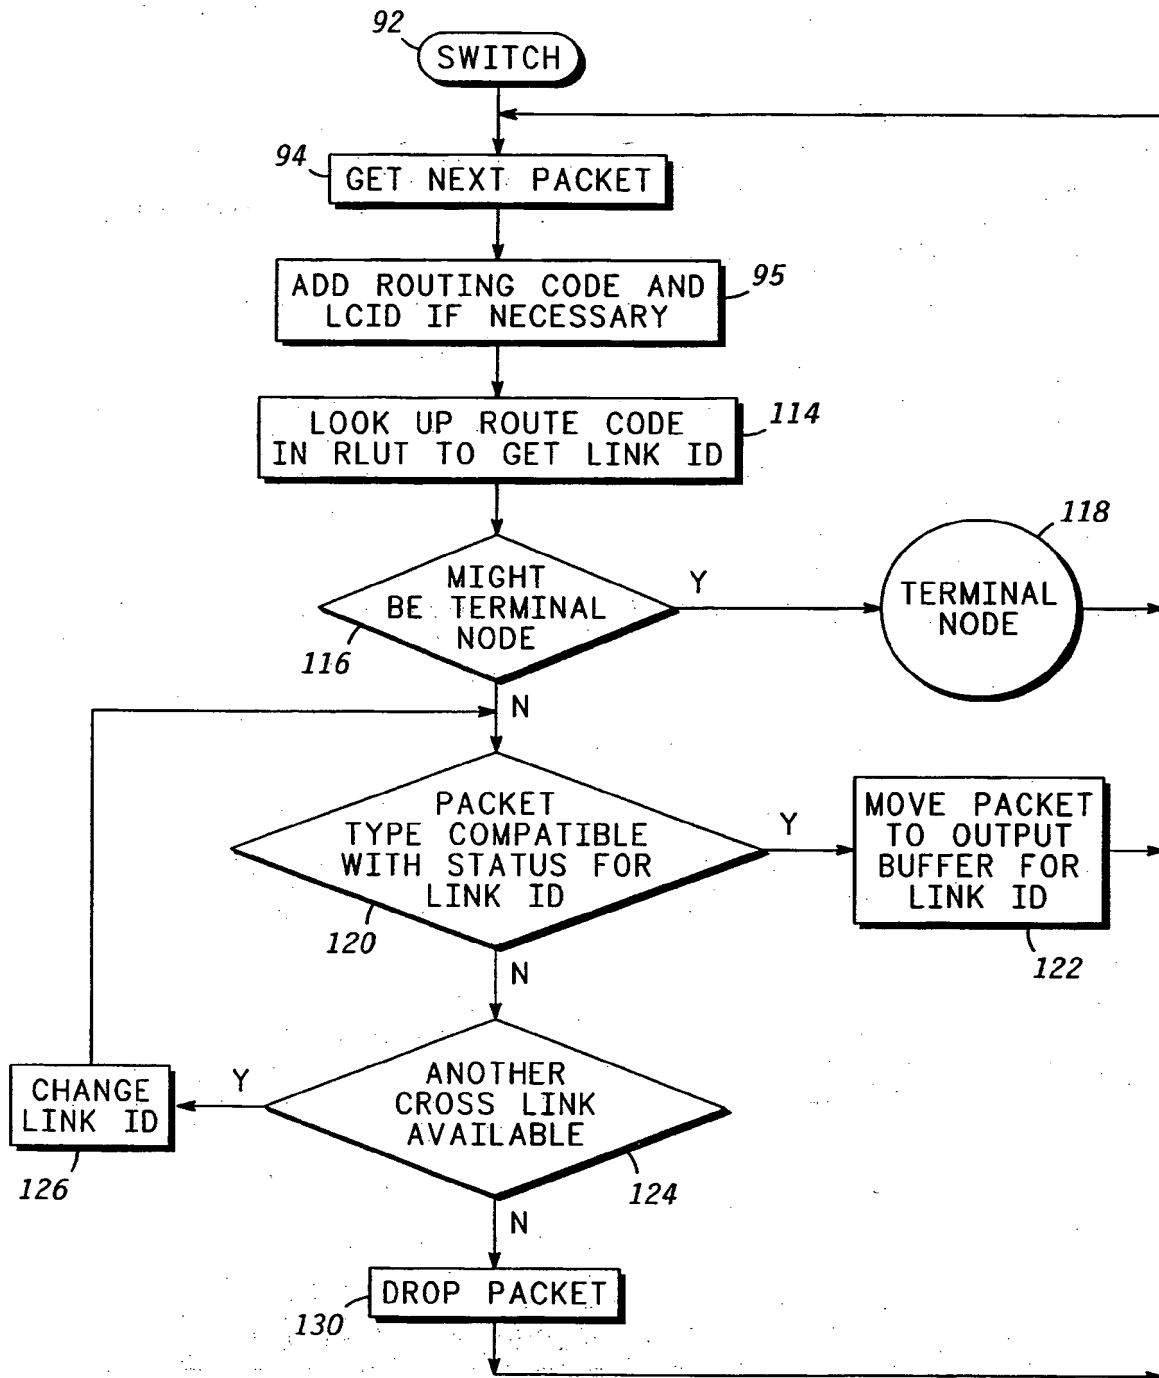 92
SWITCH
94
GET NEXT PACKET
ADD ROUTING CODE AND
LCID IF NECESSARY
95
LOOK UP ROUTE CODE
IN RLUT TO GET LINK ID
114
MIGHT
BE TERMINAL
NODE
116
Y
TERMINAL
NODE
118
N
PACKET
TYPE COMPATIBLE
WITH STATUS FOR
LINK ID
120
Y
MOVE PACKET
TO OUTPUT
BUFFER FOR
LINK ID
122
N
ANOTHER
CROSS LINK
AVAILABLE
124
Y
CHANGE
LINK ID
126
N
DROP PACKET
130